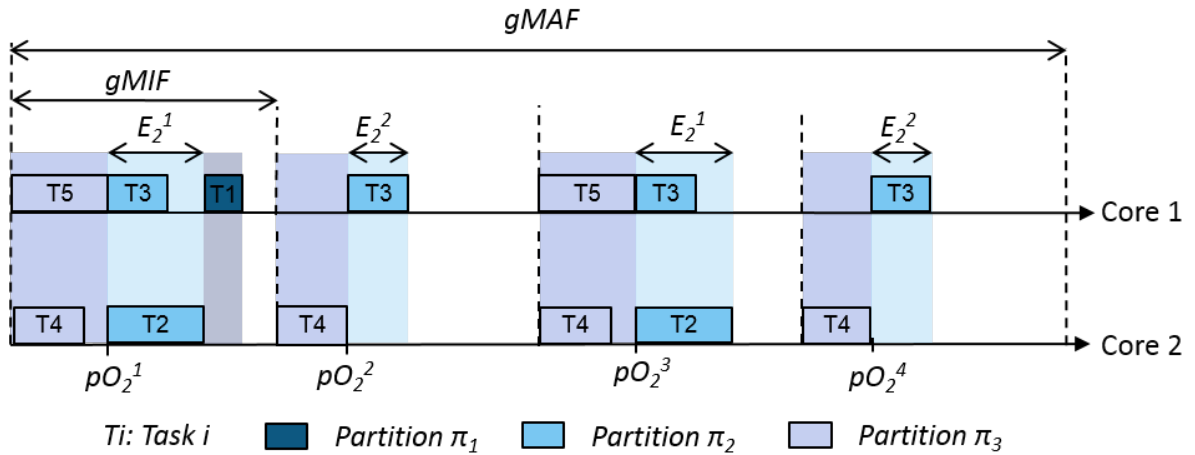 gMAF
gMIF
E₂¹ E₂² E₂¹ E₂²
T5 T3 T1 T3 T5 T3 T3
Core 1
T4 T2 T4 T4 T2 T4
Core 2
pO₂¹ pO₂² pO₂³ pO₂⁴
Ti: Task i Partition π₁ Partition π₂ Partition π₃